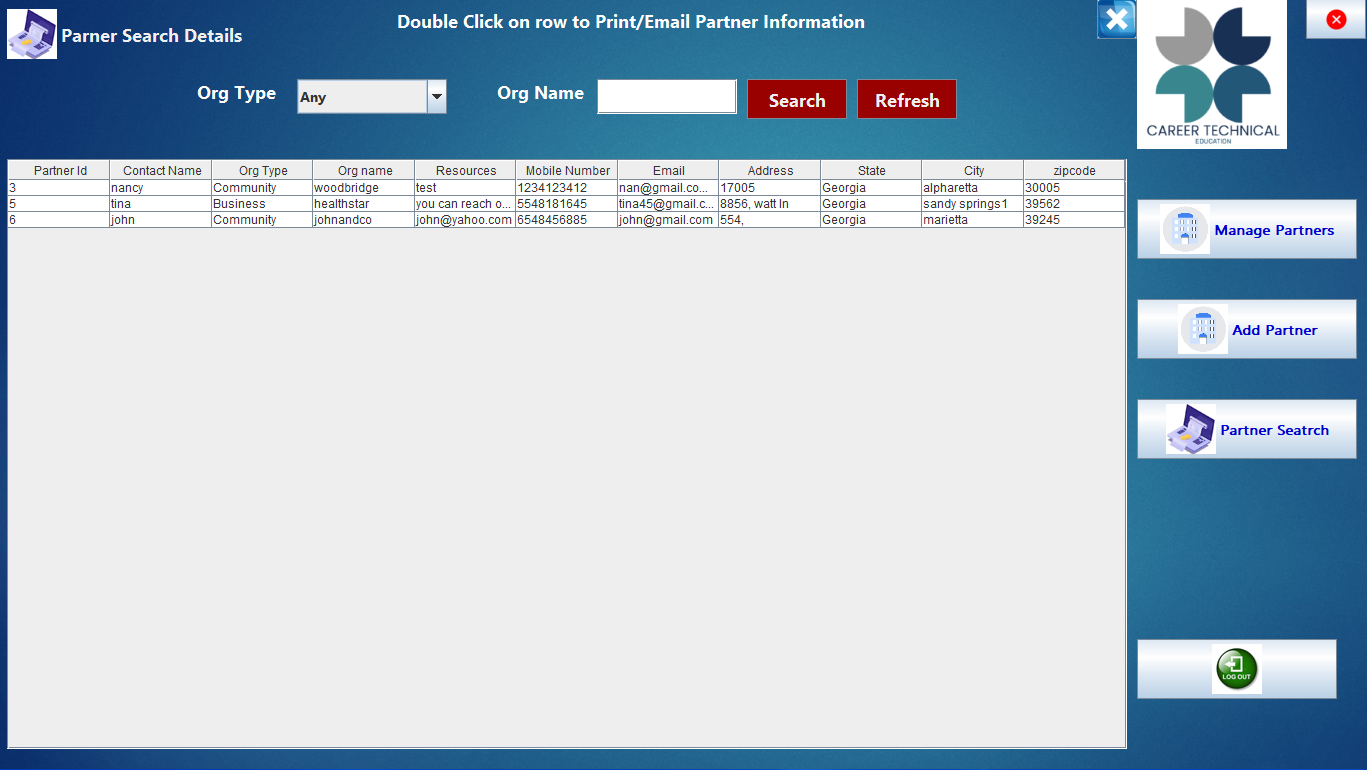 Double Click on row to Print/Email Partner Information
Parner Search Details
Org Type Any Org Name Search Refresh
CAREER TECHNICAL
EDUCATION
Partner Id Contact Name Org Type Org name Resources Mobile Number Email Address State City zipcode
3 nancy Community woodbridge test 1234123412 nan@gmail.co... 17005 Georgia alpharetta 30005
5 tina Business healthstar you can reach o... 5548181645 tina45@gmail.c... 8856, watt ln Georgia sandy springs1 39562
6 john Community johnandco john@yahoo.com 6548456885 john@gmail.com 554, Georgia marietta 39245
Manage Partners
Add Partner
Partner Seatrch
LOG OUT